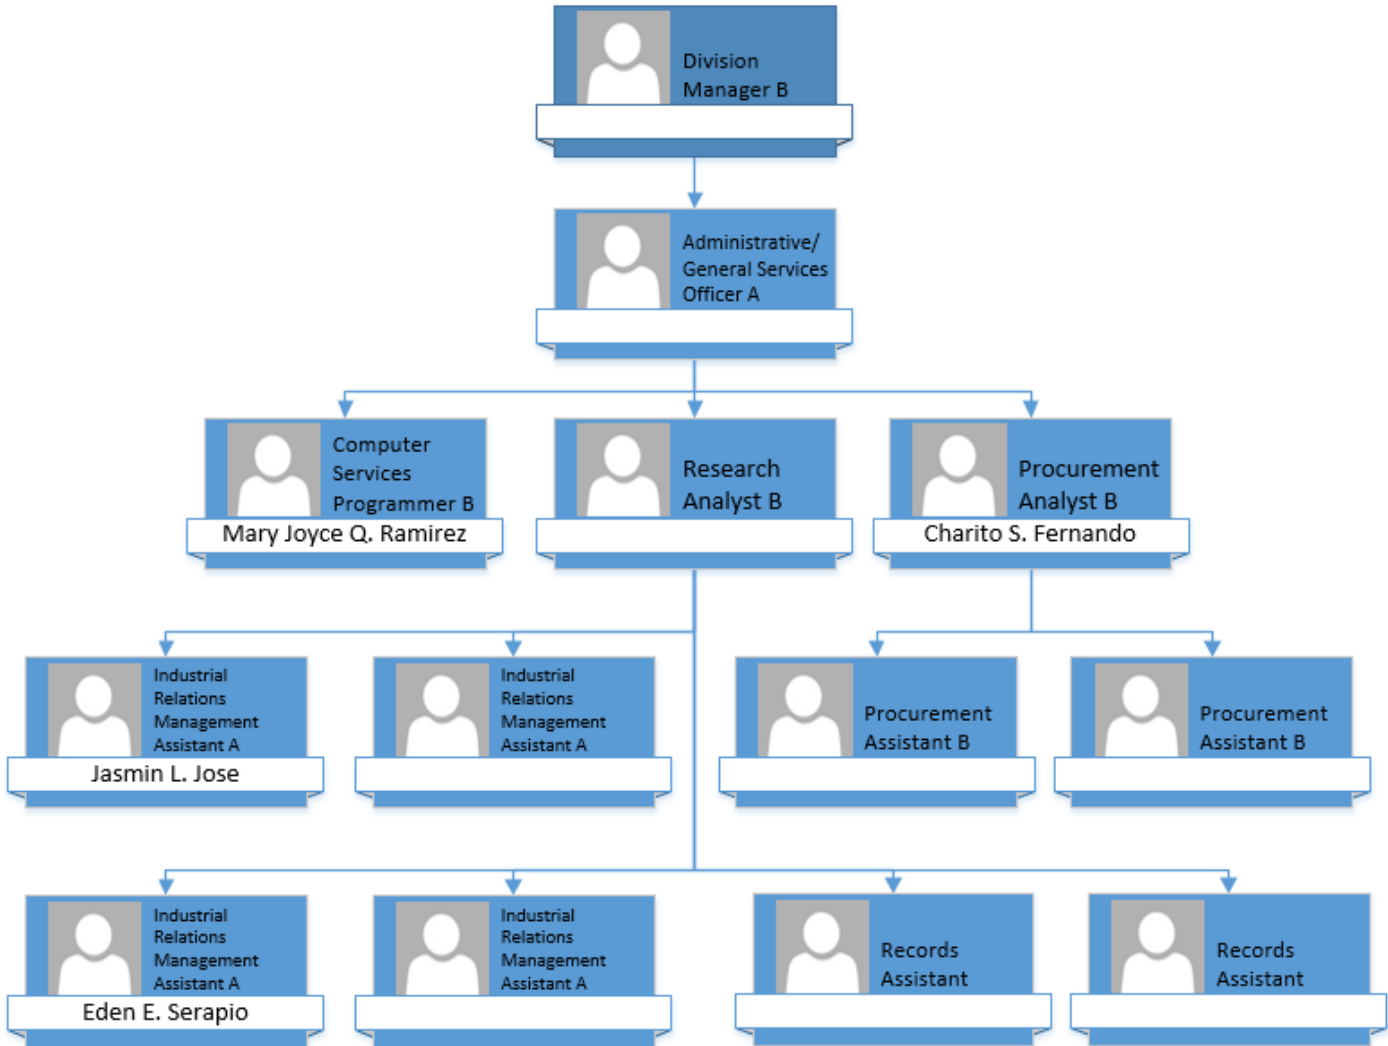 Division
Manager B
Administrative/
General Services
Officer A
Computer
Services
Programmer B
Mary Joyce Q. Ramirez
Research
Analyst B
Procurement
Analyst B
Charito S. Fernando
Industrial
Relations
Management
Assistant A
Jasmin L. Jose
Industrial
Relations
Management
Assistant A
Procurement
Assistant B
Procurement
Assistant B
Industrial
Relations
Management
Assistant A
Eden E. Serapio
Industrial
Relations
Management
Assistant A
Records
Assistant
Records
Assistant